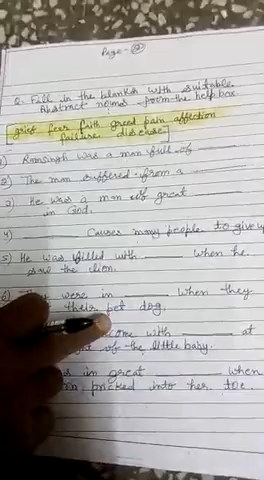 Page - 2
Q. Fill in the blanks with suitable
Abstract nouns from the help box.
[grief fear faith greed pain affection
failure disease]
Ramsingh was a man full of
2) The man suffered from a
3) He was a man of great
in God.
4) causes many people to give up
5) He was filled with when he
saw the lion.
were in when they
their pet dog.
come with at
of the little baby.
in great when
pricked into her toe.